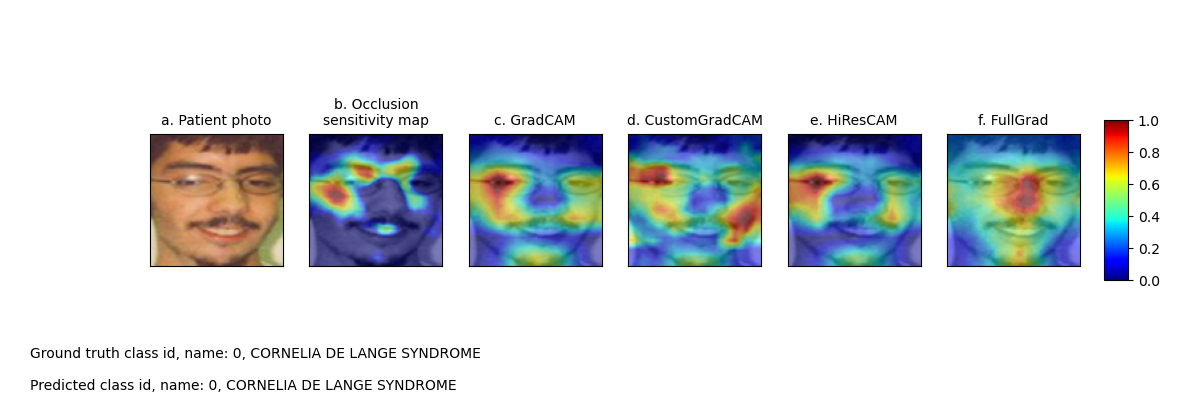 a. Patient photo
b. Occlusion
sensitivity map
c. GradCAM
d. CustomGradCAM
e. HiResCAM
f. FullGrad
1.0
0.8
0.6
0.4
0.2
0.0
Ground truth class id, name: 0, CORNELIA DE LANGE SYNDROME
Predicted class id, name: 0, CORNELIA DE LANGE SYNDROME